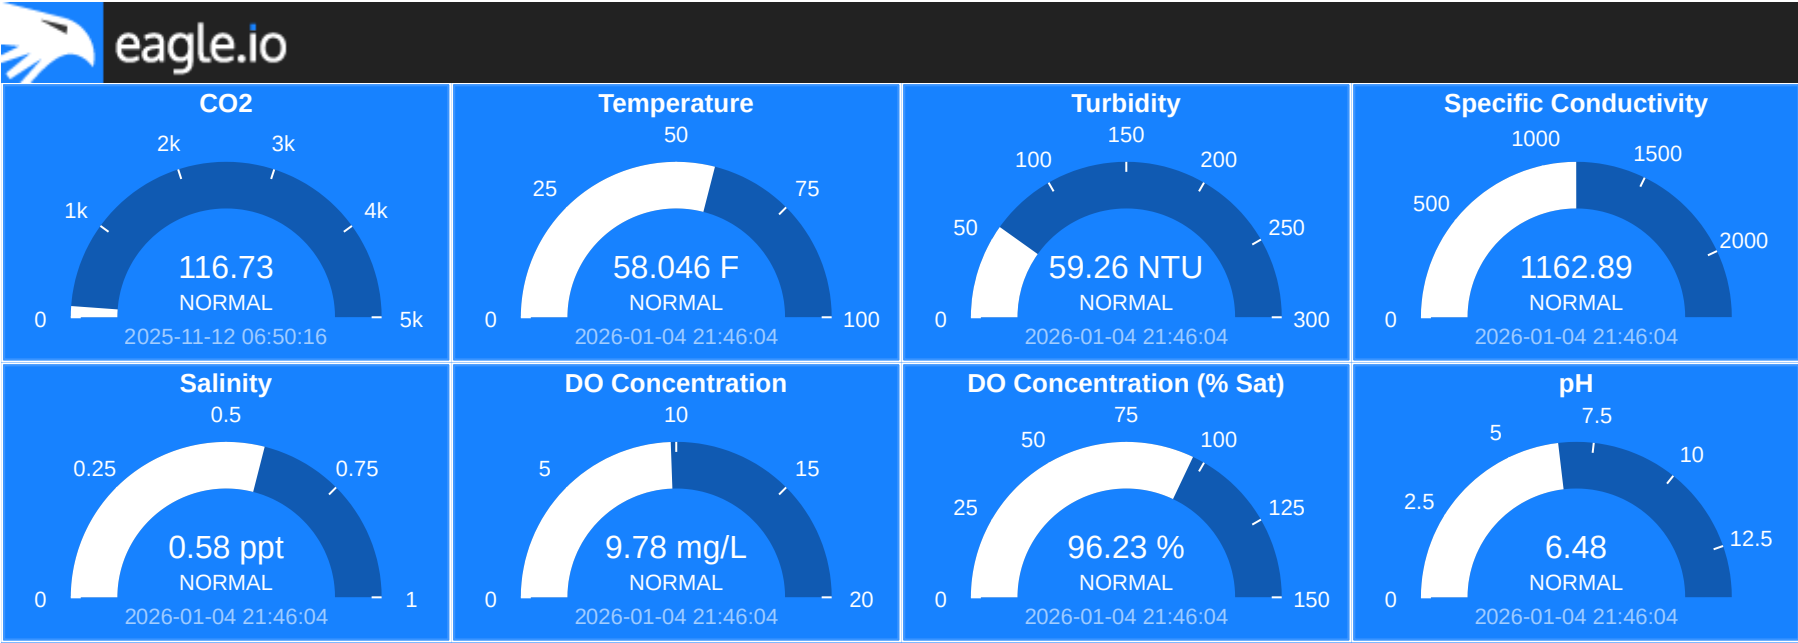 eagle.io
CO2
2k
3k
1k
4k
116.73
NORMAL
0
5k
2025-11-12 06:50:16
Temperature
50
25
75
58.046 F
NORMAL
0
100
2026-01-04 21:46:04
Turbidity
150
100
200
50
250
59.26 NTU
NORMAL
0
300
2026-01-04 21:46:04
Specific Conductivity
1000
1500
500
2000
1162.89
NORMAL
0
2026-01-04 21:46:04
Salinity
0.5
0.25
0.75
0.58 ppt
NORMAL
0
1
2026-01-04 21:46:04
DO Concentration
10
5
15
9.78 mg/L
NORMAL
0
20
2026-01-04 21:46:04
DO Concentration (% Sat)
75
50
100
25
125
96.23 %
NORMAL
0
150
2026-01-04 21:46:04
pH
7.5
5
10
2.5
12.5
6.48
NORMAL
0
2026-01-04 21:46:04